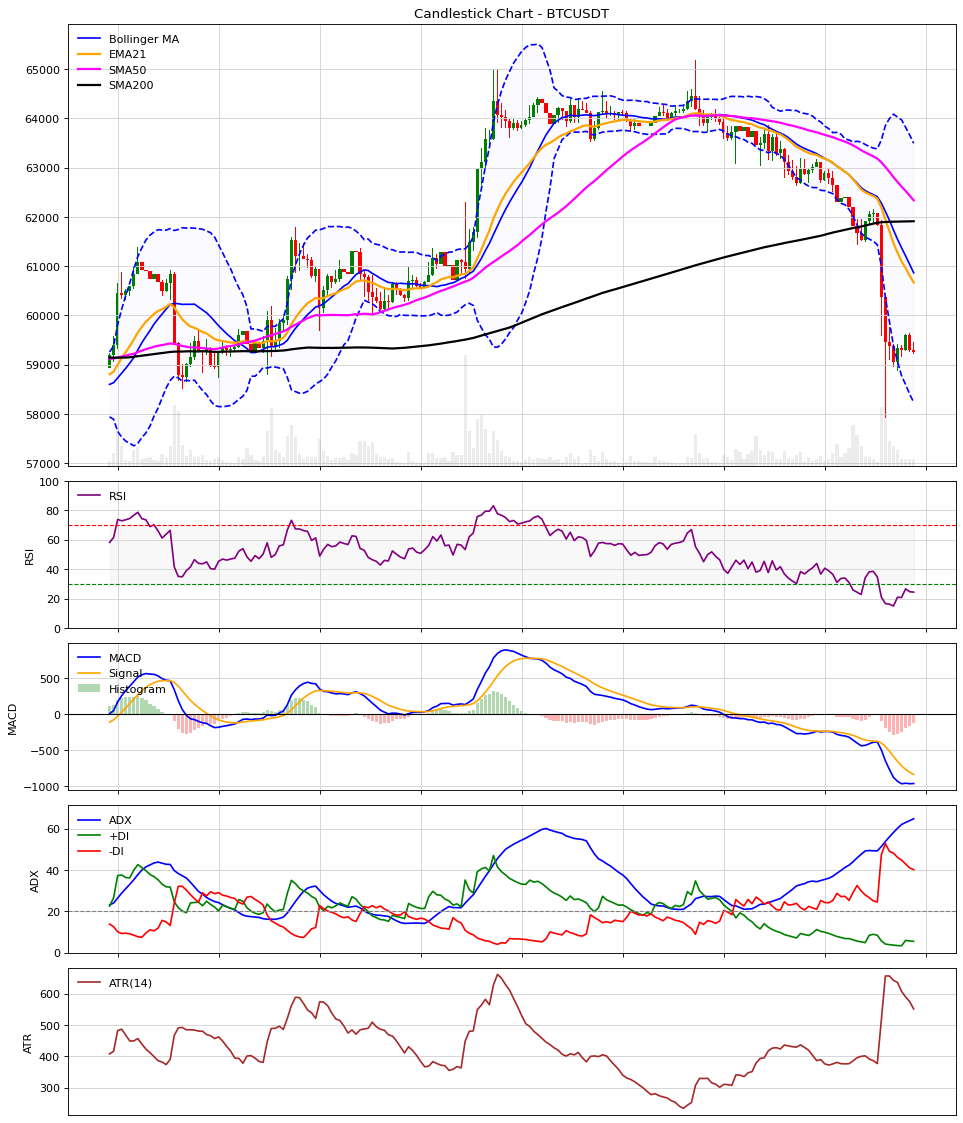 Candlestick Chart - BTCUSDT
Bollinger MA
EMA21
SMA50
SMA200
65000
64000
63000
62000
61000
60000
59000
58000
57000
RSI
RSI
100
80
60
40
20
0
MACD
Signal
Histogram
MACD
500
0
−500
−1000
ADX
+DI
-DI
ADX
60
40
20
0
ATR(14)
ATR
600
500
400
300